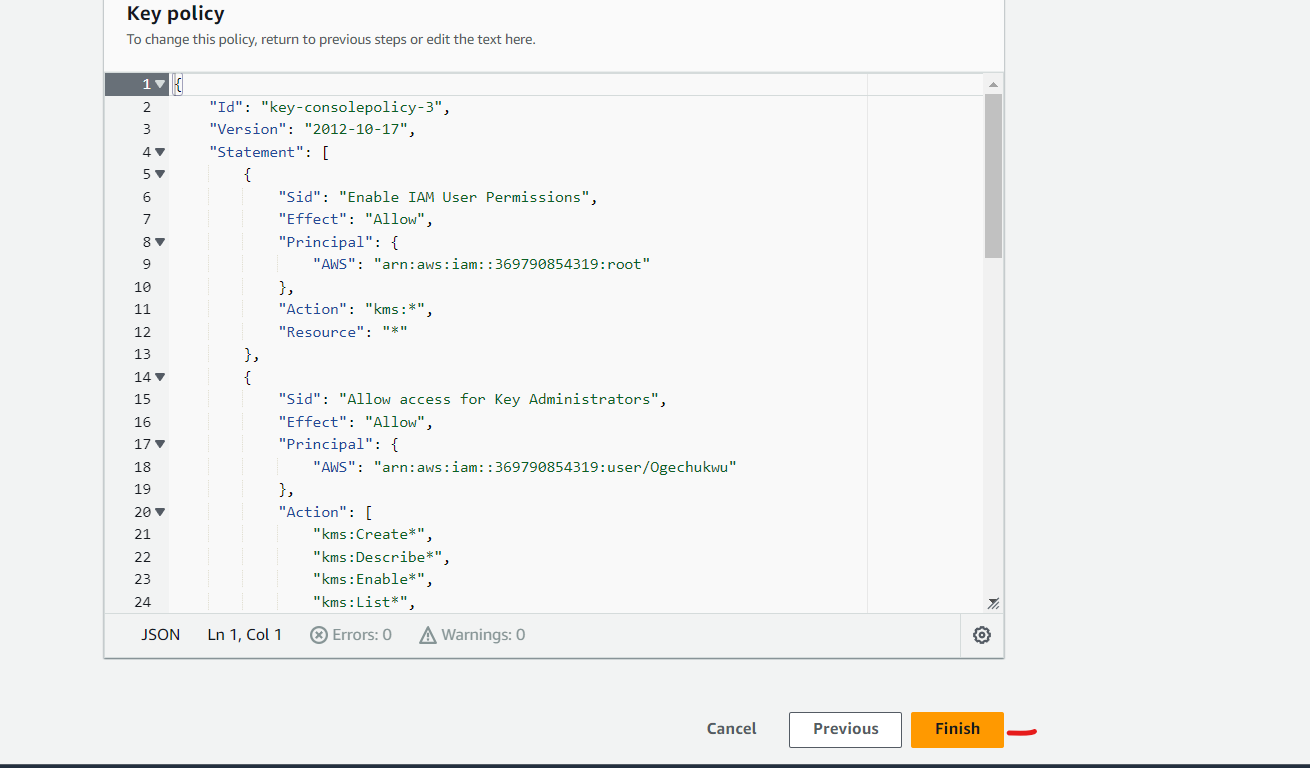 Key policy
To change this policy, return to previous steps or edit the text here.
1 {
2 "Id": "key-consolepolicy-3",
3 "Version": "2012-10-17",
4 "Statement": [
5 {
6 "Sid": "Enable IAM User Permissions",
7 "Effect": "Allow",
8 "Principal": {
9 "AWS": "arn:aws:iam::369790854319:root"
10 },
11 "Action": "kms:*",
12 "Resource": "*"
13 },
14 {
15 "Sid": "Allow access for Key Administrators",
16 "Effect": "Allow",
17 "Principal": {
18 "AWS": "arn:aws:iam::369790854319:user/Ogechukwu"
19 },
20 "Action": [
21 "kms:Create*",
22 "kms:Describe*",
23 "kms:Enable*",
24 "kms:List*",
JSON Ln 1, Col 1 Errors: 0 Warnings: 0
Cancel Previous Finish